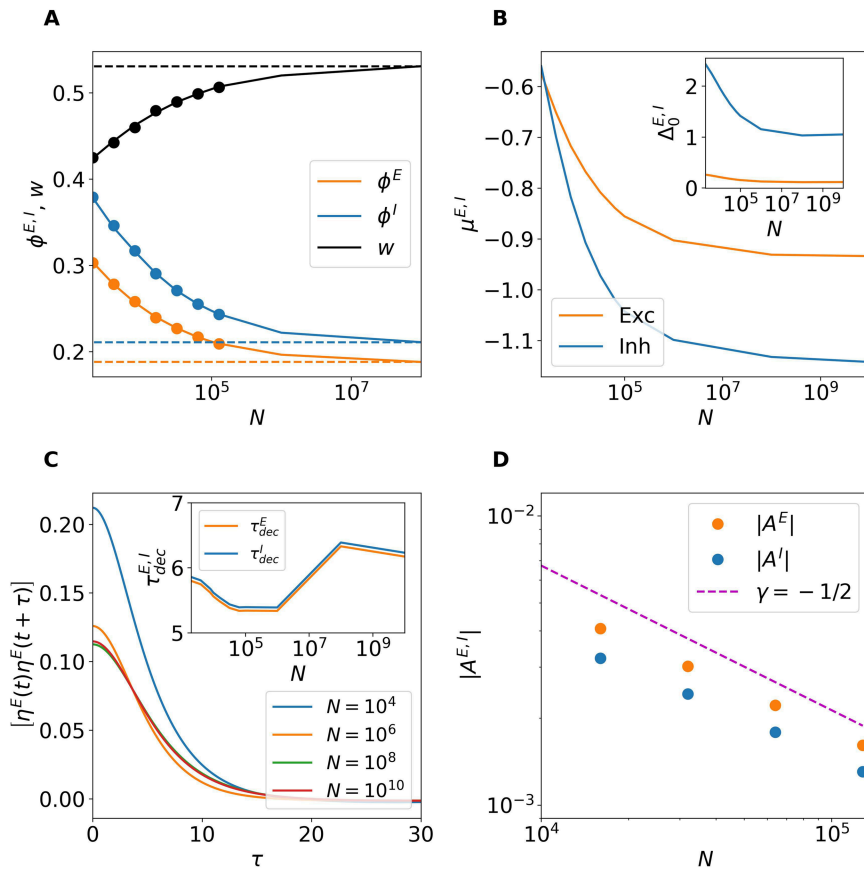 A
0.5
0.4
0.3
0.2
ϕ^{E,I}, w
ϕ^E
ϕ^I
w
10^5
10^7
N
B
−0.6
−0.7
−0.8
−0.9
−1.0
−1.1
μ^{E,I}
Exc
Inh
10^5
10^7
10^9
N
2
1
0
Δ_0^{E,I}
10^5
10^7
10^9
N
C
0.20
0.15
0.10
0.05
0.00
[η^E(t)η^E(t + τ)]
0
10
20
30
τ
N = 10^4
N = 10^6
N = 10^8
N = 10^{10}
7
6
5
τ_{dec}^{E,I}
τ_{dec}^E
τ_{dec}^I
10^5
10^7
10^9
N
D
10^{−2}
10^{−3}
|A^{E,I}|
|A^E|
|A^I|
γ = − 1/2
10^4
10^5
N